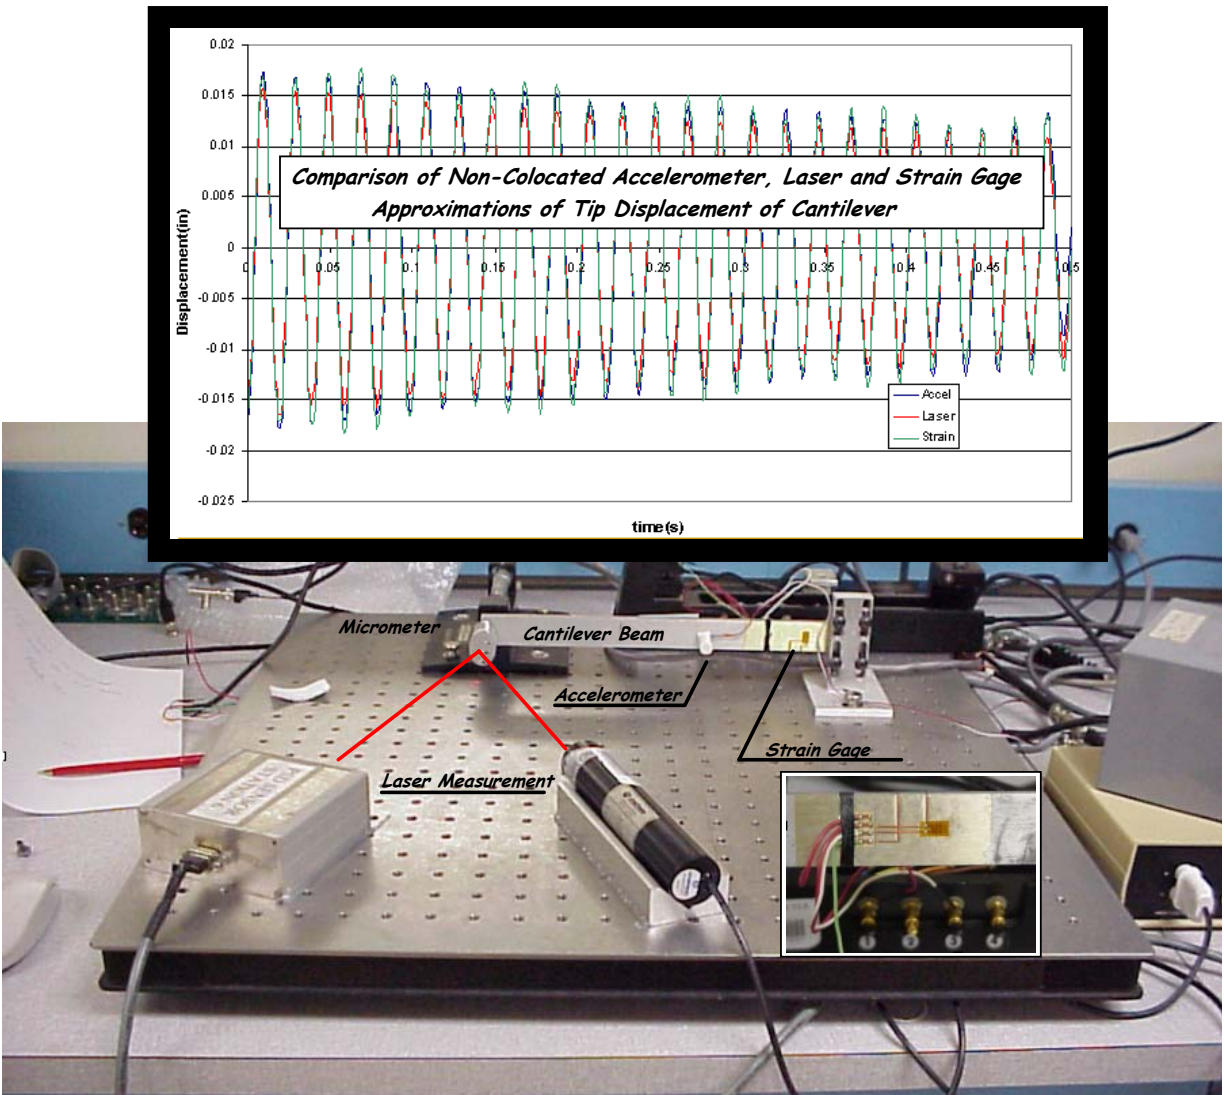 0.02
0.015
0.01
0.005
0
-0.005
-0.01
-0.015
-0.02
-0.025
Displacement(in)
Comparison of Non-Colocated Accelerometer, Laser and Strain Gage
Approximations of Tip Displacement of Cantilever
0 0.05 0.1 0.15 0.2 0.25 0.3 0.35 0.4 0.45 0.5
Accel
Laser
Strain
time(s)
Micrometer
Cantilever Beam
Accelerometer
Strain Gage
Laser Measurement